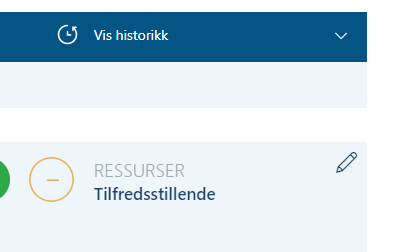 Vis historikk
RESSURSER
Tilfredsstillende